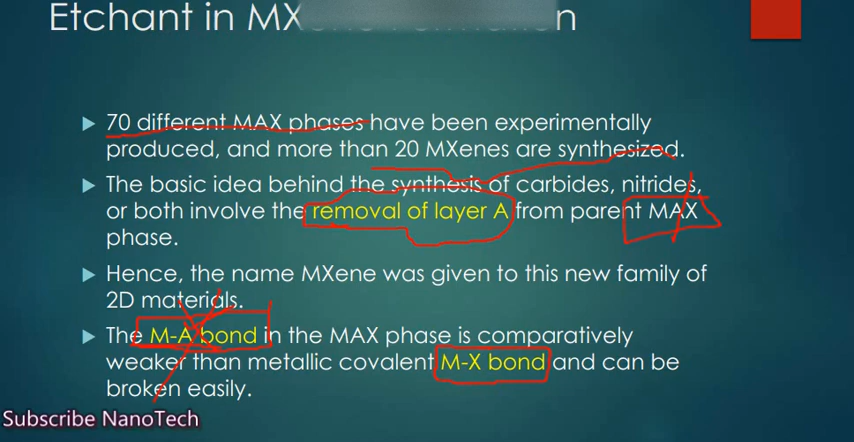 Etchant in MX
70 different MAX phases have been experimentally
produced, and more than 20 MXenes are synthesized.
The basic idea behind the synthesis of carbides, nitrides,
or both involve the removal of layer A from parent MAX
phase.
Hence, the name MXene was given to this new family of
2D materials.
The M-A bond in the MAX phase is comparatively
weaker than metallic covalent M-X bond and can be
broken easily.
Subscribe NanoTech